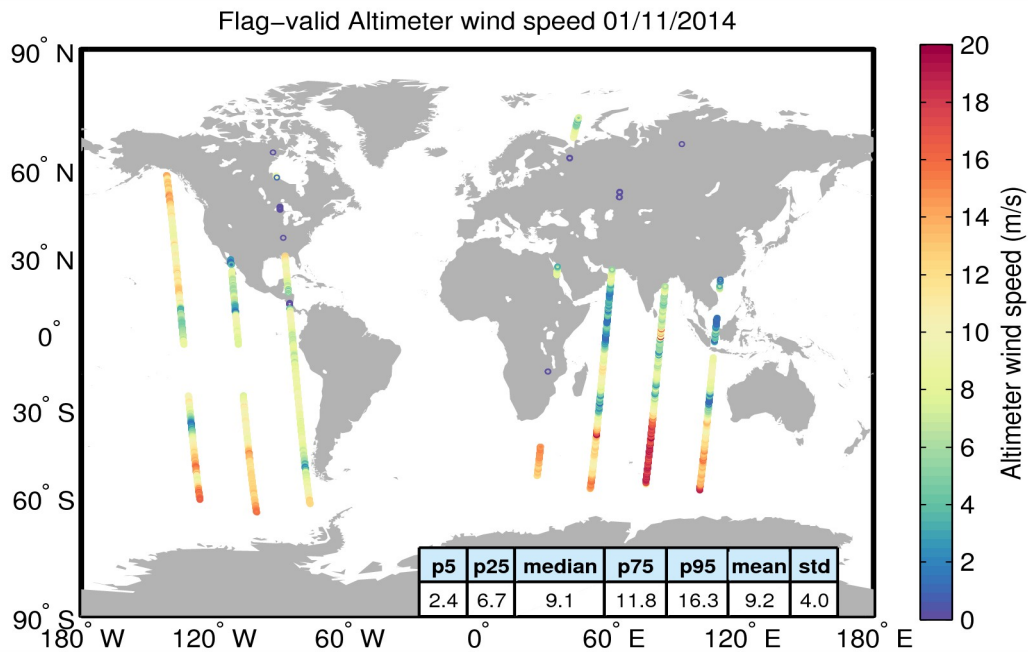 Flag−valid Altimeter wind speed 01/11/2014
90° N
60° N
30° N
0°
30° S
60° S
90° S
180° W
120° W
60° W
0°
60° E
120° E
180° E
p5 p25 median p75 p95 mean std
2.4 6.7 9.1 11.8 16.3 9.2 4.0
20
18
16
14
12
10
8
6
4
2
0
Altimeter wind speed (m/s)